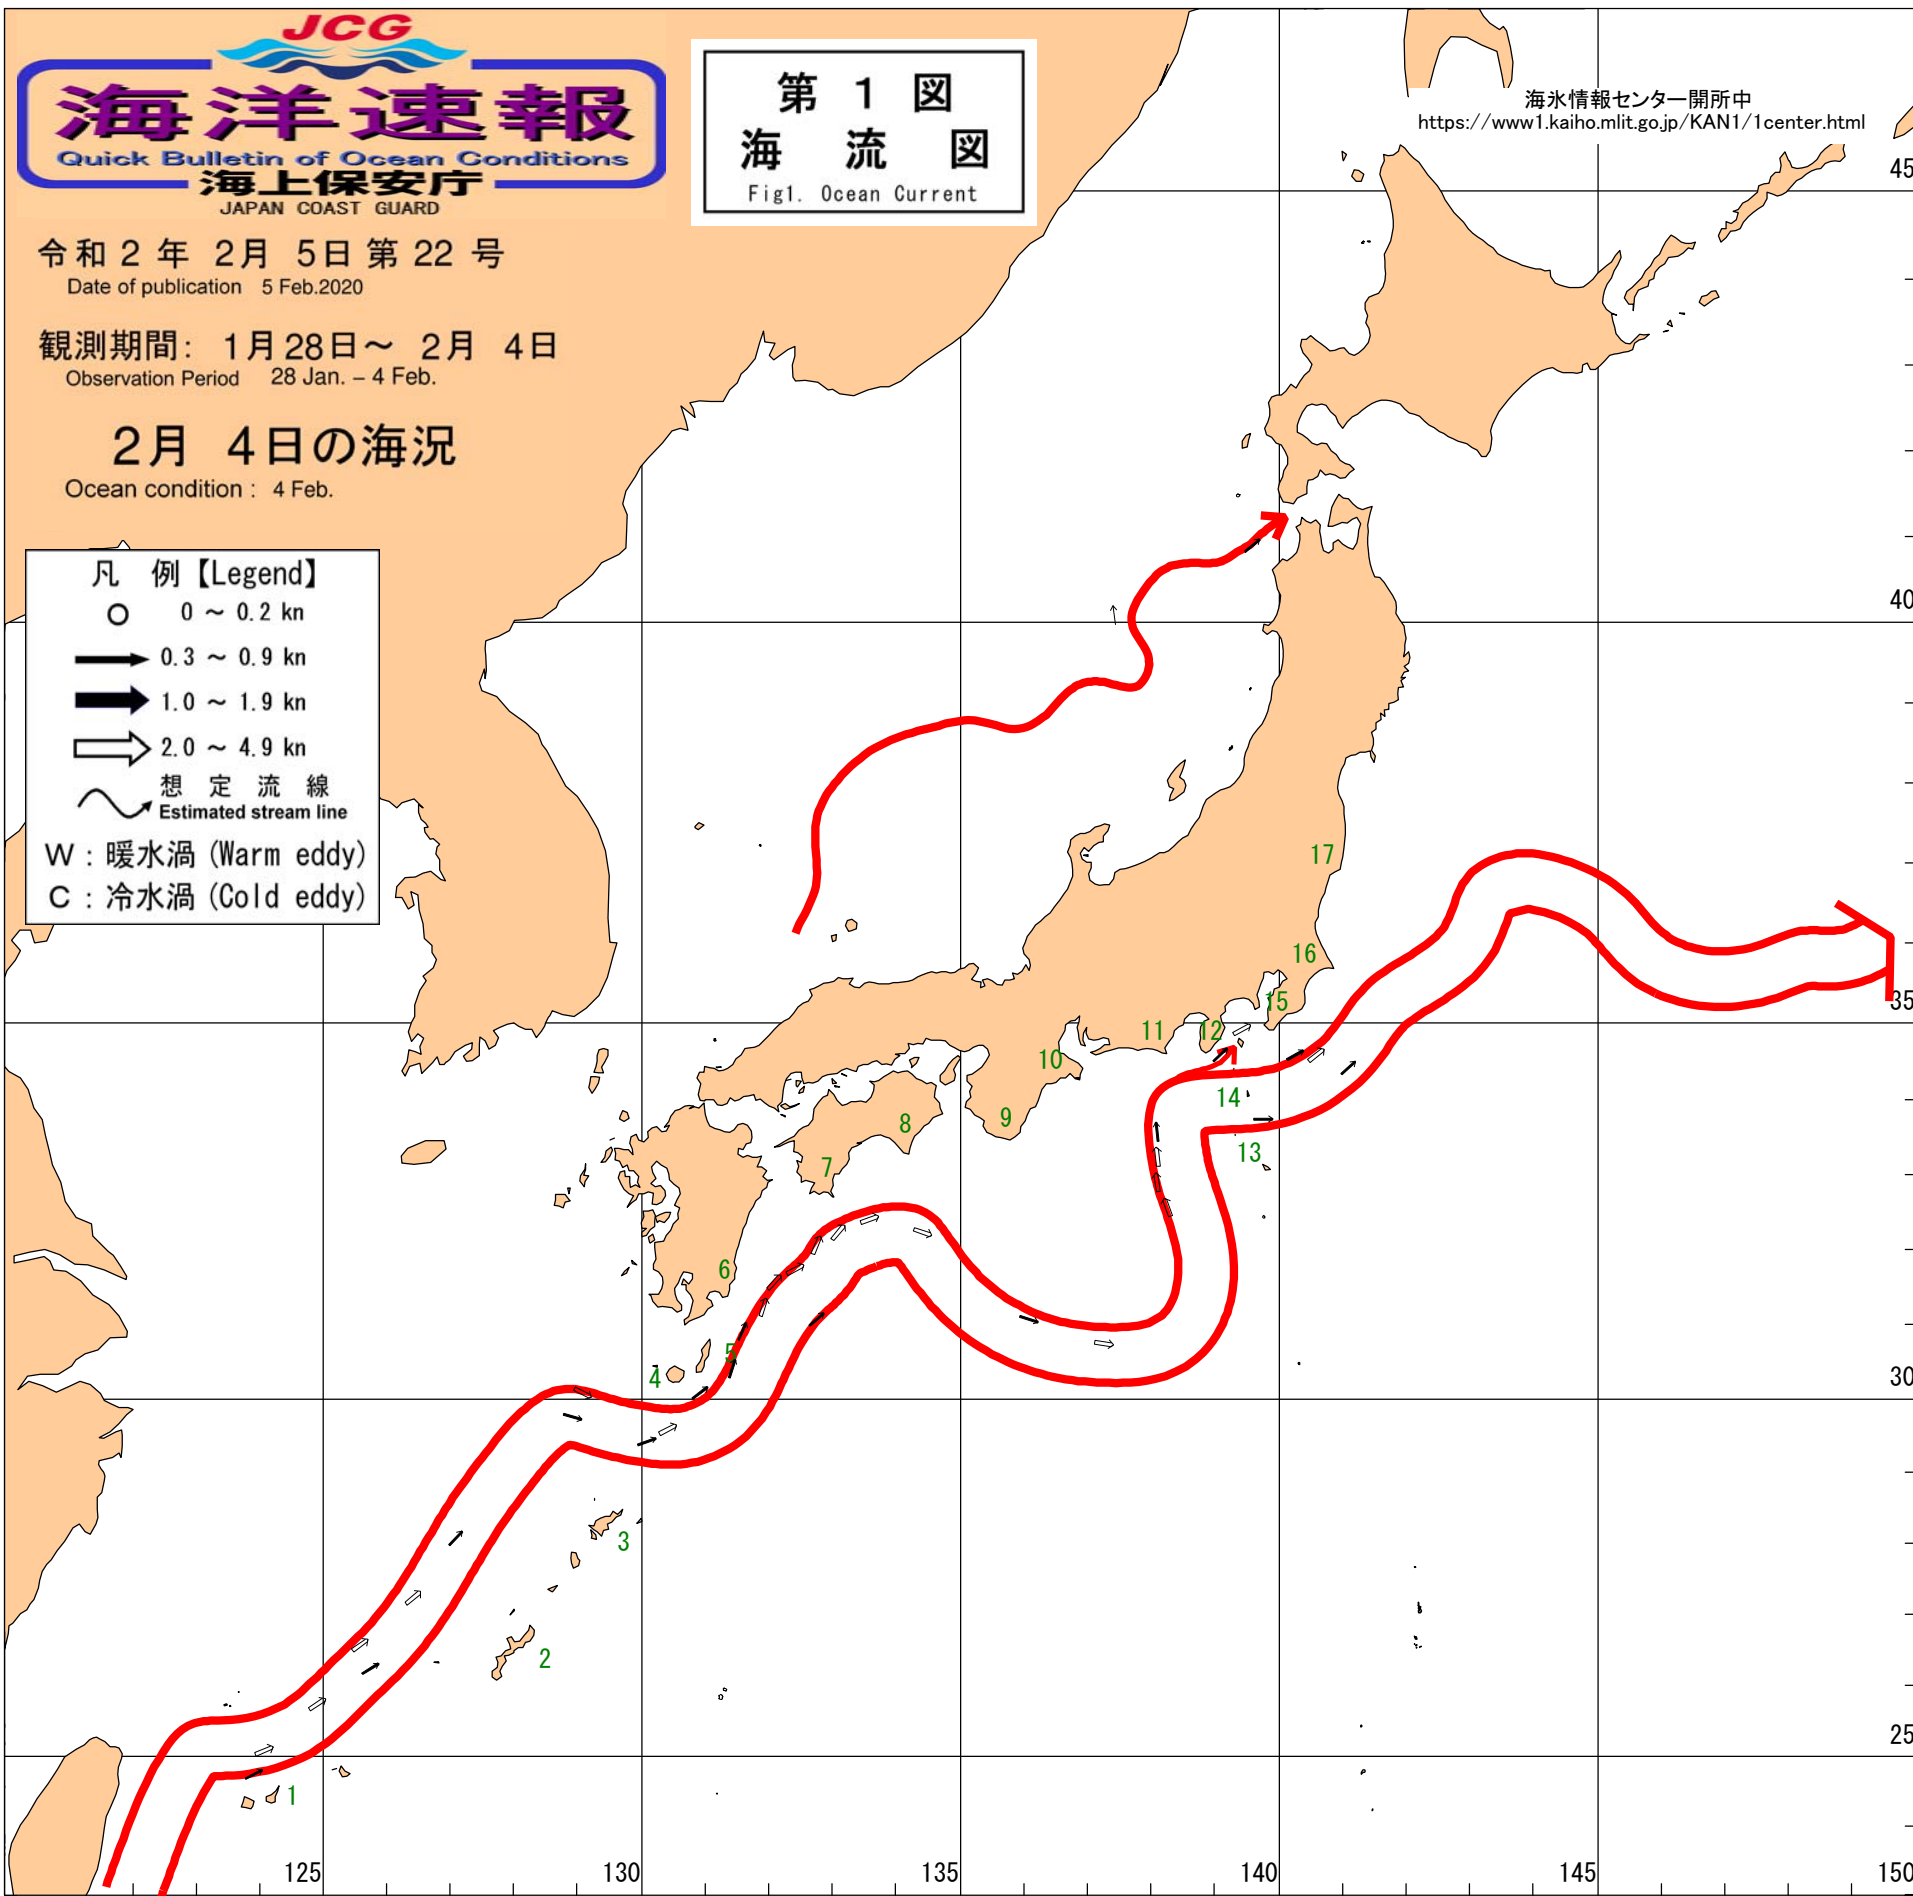 JCG
海洋速報
Quick Bulletin of Ocean Conditions
海上保安庁
JAPAN COAST GUARD
第 1 図
海 流 図
Fig1. Ocean Current
海氷情報センター開所中
https://www1.kaiho.mlit.go.jp/KAN1/1center.html
令和 2 年 2月 5日 第 22 号
Date of publication 5 Feb.2020
観測期間: 1月28日～ 2月 4日
Observation Period 28 Jan. – 4 Feb.
2月 4日の海況
Ocean condition : 4 Feb.
凡 例【Legend】
0 ～ 0.2 kn
0.3 ～ 0.9 kn
1.0 ～ 1.9 kn
2.0 ～ 4.9 kn
想 定 流 線
Estimated stream line
W : 暖水渦 (Warm eddy)
C : 冷水渦 (Cold eddy)
45
40
17
16
35
15
12
11
10
14
9
8
13
7
6
5
4
30
3
2
25
1
125
130
135
140
145
150